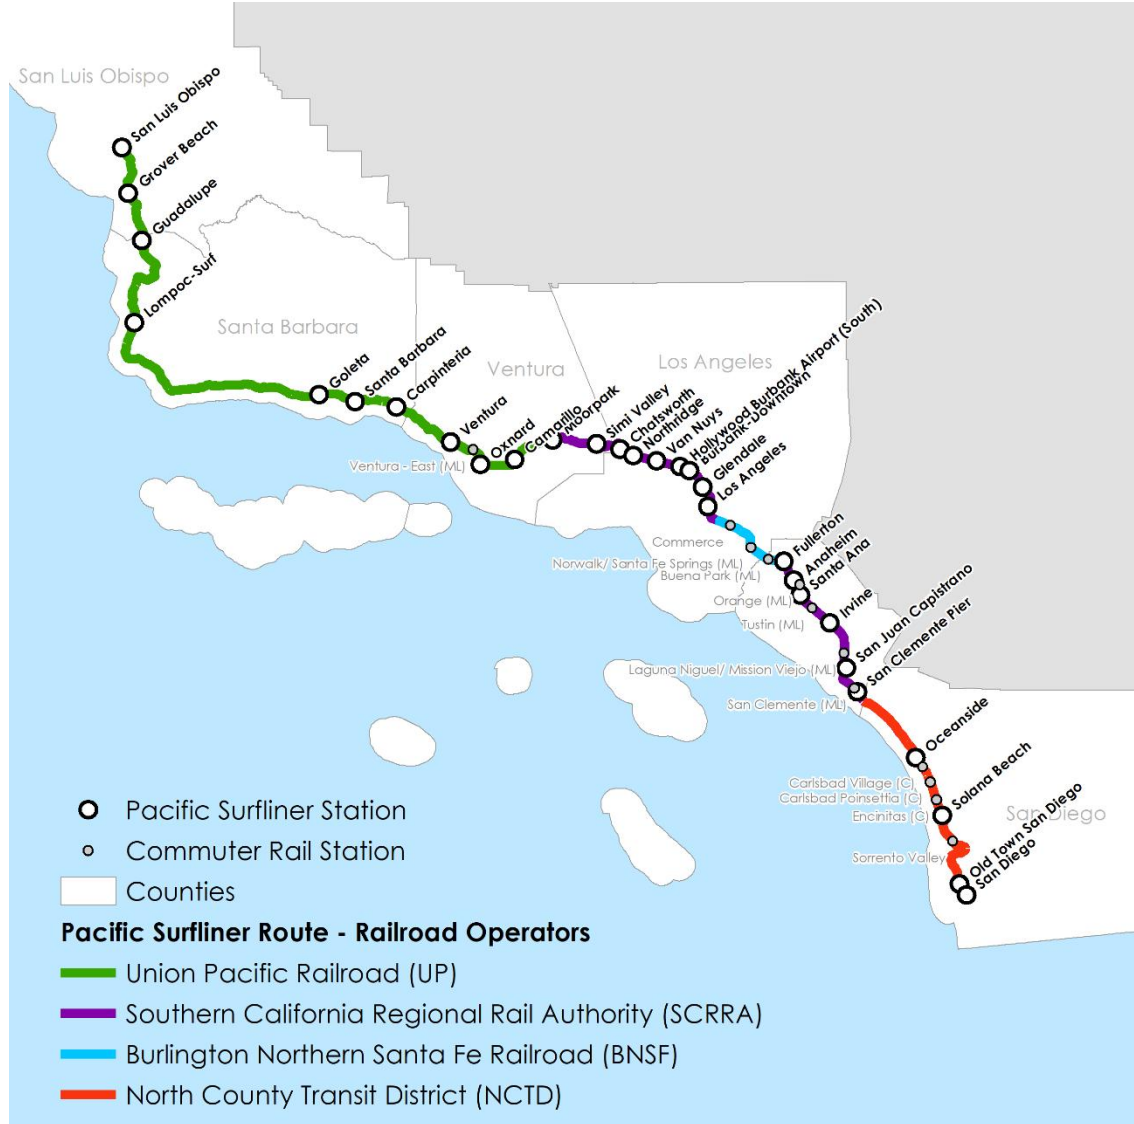 San Luis Obispo
San Luis Obispo
Grover Beach
Guadalupe
Lompoc-Surf
Santa Barbara
Goleta
Santa Barbara
Carpinteria
Ventura
Ventura
Ventura - East (ML)
Oxnard
Camarillo
Moorpark
Los Angeles
Simi Valley
Chatsworth
Northridge
Van Nuys
Hollywood Burbank Airport (South)
Burbank-Downtown
Glendale
Los Angeles
Commerce
Norwalk/ Santa Fe Springs (ML)
Buena Park (ML)
Fullerton
Anaheim
Santa Ana
Orange (ML)
Tustin (ML)
Irvine
Laguna Niguel/ Mission Viejo (ML)
San Juan Capistrano
San Clemente Pier
San Clemente (ML)
Oceanside
Carlsbad Village (C)
Carlsbad Poinsettia (C)
Encinitas (C)
Solana Beach
San Diego
Sorrento Valley
Old Town San Diego
San Diego
Pacific Surfliner Station
Commuter Rail Station
Counties
Pacific Surfliner Route - Railroad Operators
Union Pacific Railroad (UP)
Southern California Regional Rail Authority (SCRRA)
Burlington Northern Santa Fe Railroad (BNSF)
North County Transit District (NCTD)